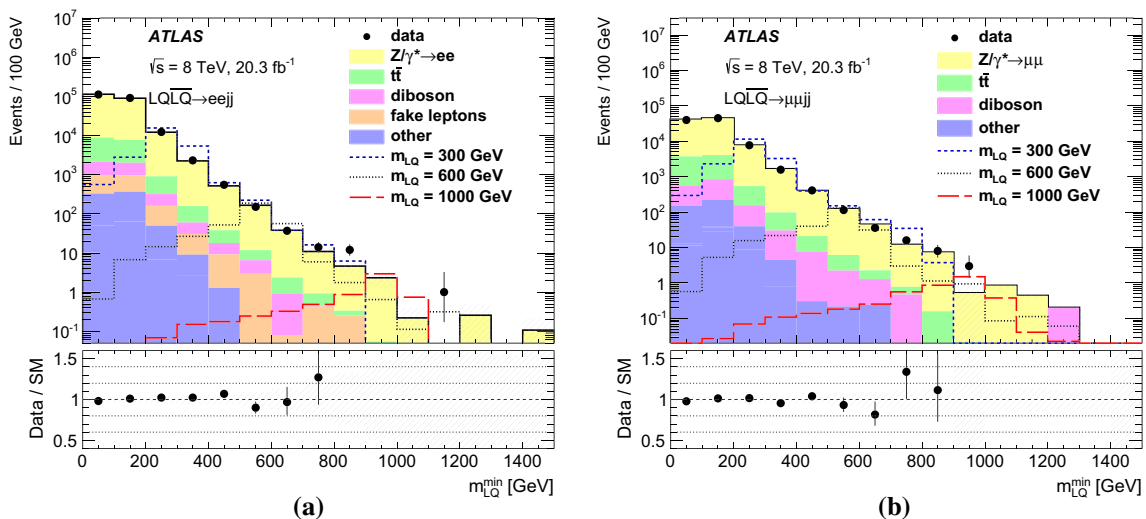 Events / 100 GeV
10^7
10^6
10^5
10^4
10^3
10^2
10
1
10^-1
ATLAS
√s = 8 TeV, 20.3 fb^-1
LQL̅Q̅→eejj
data
Z/γ*→ee
tt̅
diboson
fake leptons
other
m_LQ = 300 GeV
m_LQ = 600 GeV
m_LQ = 1000 GeV
Data / SM
1.5
1
0.5
0 200 400 600 800 1000 1200 1400
m_LQ^min [GeV]
(a)
Events / 100 GeV
10^7
10^6
10^5
10^4
10^3
10^2
10
1
10^-1
ATLAS
√s = 8 TeV, 20.3 fb^-1
LQL̅Q̅→μμjj
data
Z/γ*→μμ
tt̅
diboson
other
m_LQ = 300 GeV
m_LQ = 600 GeV
m_LQ = 1000 GeV
Data / SM
1.5
1
0.5
0 200 400 600 800 1000 1200 1400
m_LQ^min [GeV]
(b)